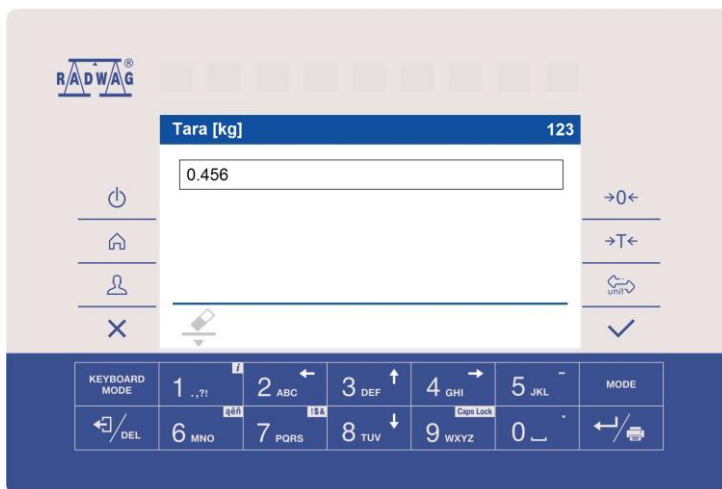 RADWAG®
Tara [kg] 123
0.456
→0←
→T←
unit
KEYBOARD MODE
1 .,?! i
2 ABC ←
3 DEF ↑
4 GHI →
5 JKL -
MODE
/DEL
6 MNO ąêñ
7 PQRS !$&
8 TUV ↓
9 WXYZ Caps Lock
0 .